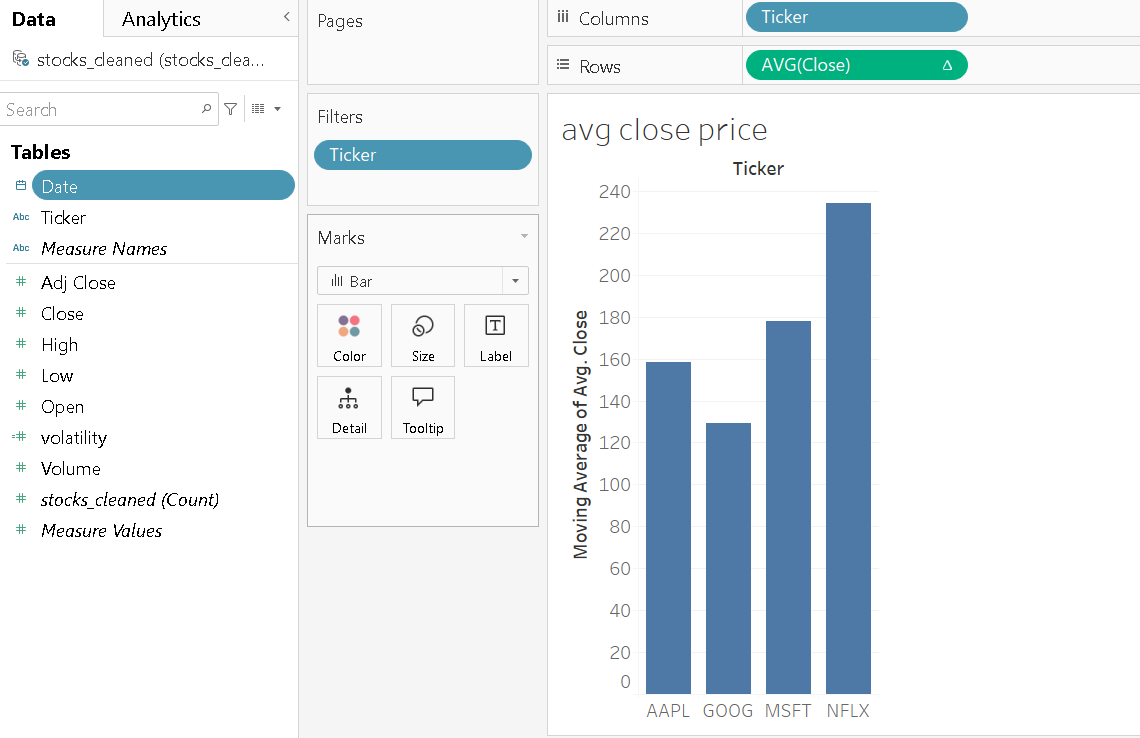 Data
Analytics
stocks_cleaned (stocks_clea...
Search
Tables
Date
Abc Ticker
Abc Measure Names
Adj Close
Close
High
Low
Open
volatility
Volume
stocks_cleaned (Count)
Measure Values
Pages
Filters
Ticker
Marks
Bar
Color Size Label
Detail Tooltip
Columns Ticker
Rows AVG(Close)
avg close price
Ticker
Moving Average of Avg. Close
240
220
200
180
160
140
120
100
80
60
40
20
0
AAPL GOOG MSFT NFLX